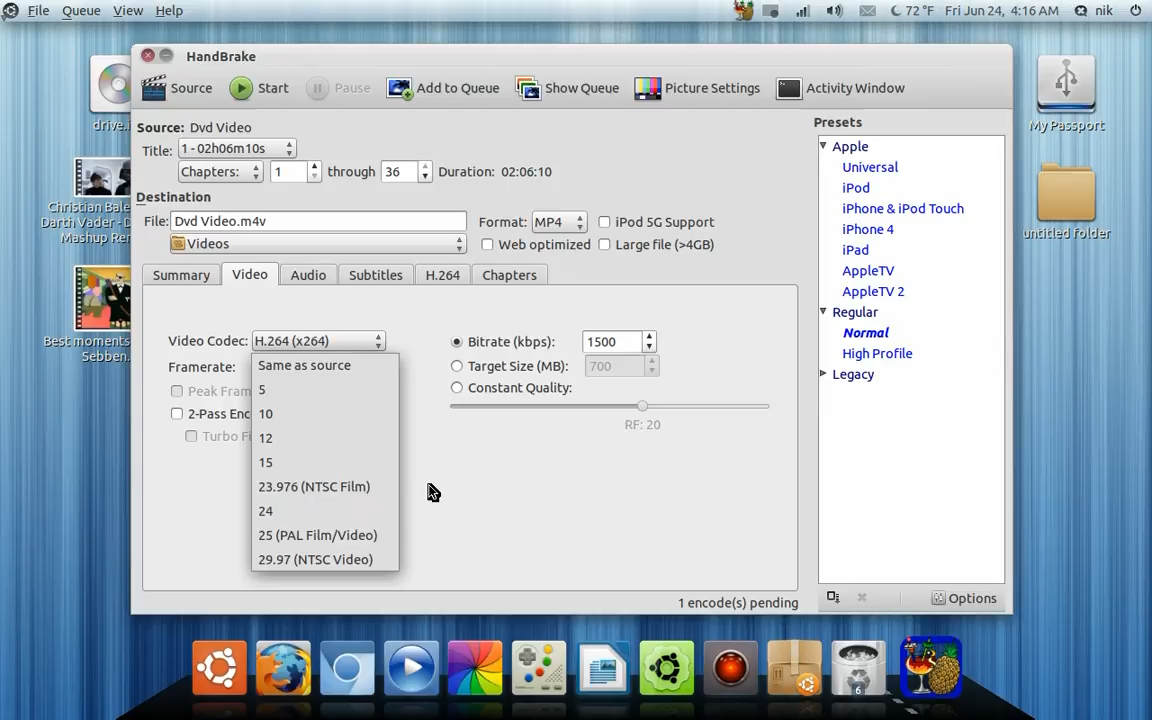 File Queue View Help
72 °F Fri Jun 24, 4:16 AM nik
HandBrake
Source Start Pause Add to Queue Show Queue Picture Settings Activity Window
Source: Dvd Video
Title: 1 - 02h06m10s
Chapters: 1 through 36 Duration: 02:06:10
Destination
File: Dvd Video.m4v Format: MP4 iPod 5G Support
Videos Web optimized Large file (>4GB)
Summary Video Audio Subtitles H.264 Chapters
Video Codec: H.264 (x264) Bitrate (kbps): 1500
Framerate: Same as source Target Size (MB): 700
Peak Fram 5 Constant Quality:
2-Pass Enc 10
RF: 20
Turbo Fi 12
15
23.976 (NTSC Film)
24
25 (PAL Film/Video)
29.97 (NTSC Video)
1 encode(s) pending
Presets
Apple
Universal
iPod
iPhone & iPod Touch
iPhone 4
iPad
AppleTV
AppleTV 2
Regular
Normal
High Profile
Legacy
Options
drive.i
Christian Bale
Darth Vader - D
Mashup Rem
Best moments
Sebben.
My Passport
untitled folder
6